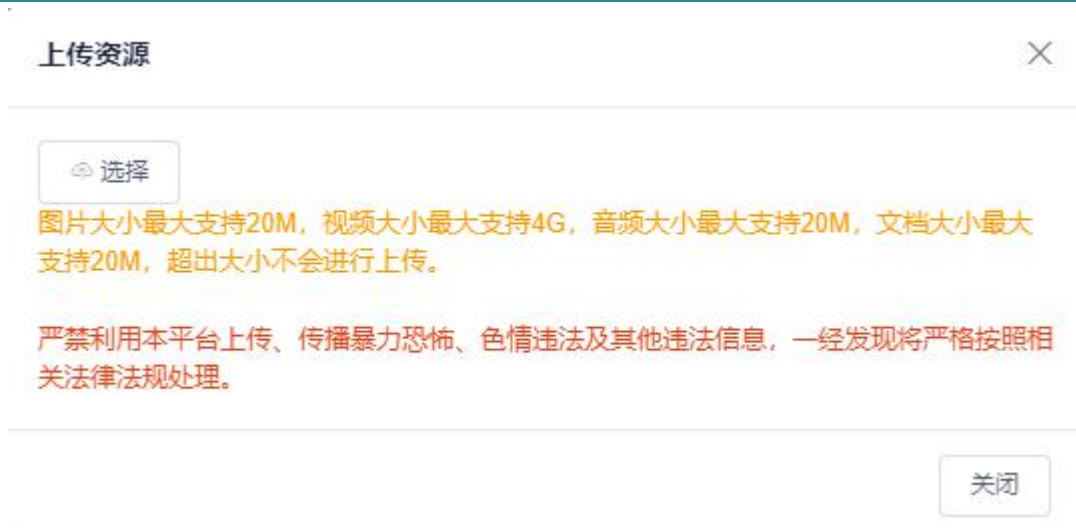 上传资源
选择
图片大小最大支持20M，视频大小最大支持4G，音频大小最大支持20M，文档大小最大
支持20M，超出大小不会进行上传。
严禁利用本平台上传、传播暴力恐怖、色情违法及其他违法信息，一经发现将严格按照相
关法律法规处理。
关闭